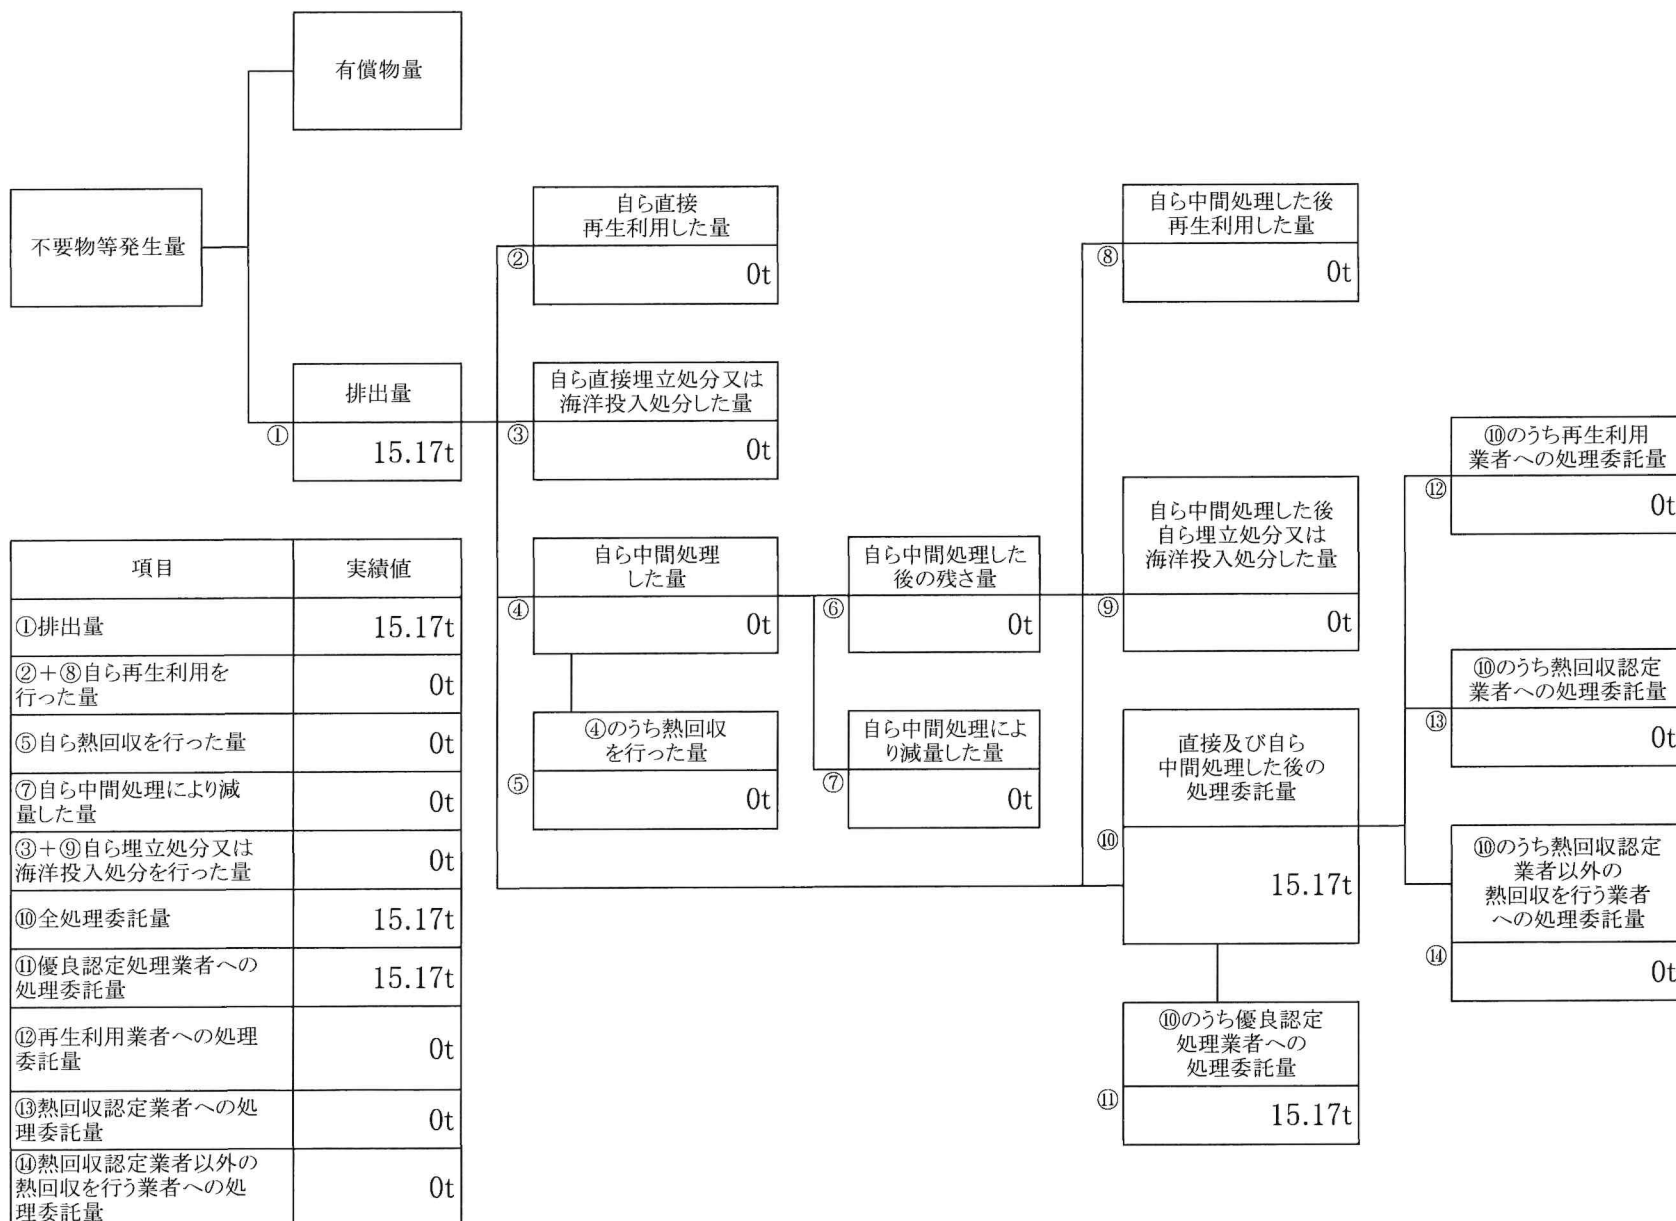 有償物量
不要物等発生量
排出量
①
15.17t
自ら直接
再生利用した量
②
0t
自ら直接埋立処分又は
海洋投入処分した量
③
0t
自ら中間処理
した量
④
0t
④のうち熱回収
を行った量
⑤
0t
自ら中間処理した
後の残さ量
⑥
0t
自ら中間処理によ
り減量した量
⑦
0t
自ら中間処理した後
再生利用した量
⑧
0t
自ら中間処理した後
自ら埋立処分又は
海洋投入処分した量
⑨
0t
直接及び自ら
中間処理した後の
処理委託量
⑩
15.17t
⑩のうち優良認定
処理業者への
処理委託量
⑪
15.17t
⑩のうち再生利用
業者への処理委託量
⑫
0t
⑩のうち熱回収認定
業者への処理委託量
⑬
0t
⑩のうち熱回収認定
業者以外の
熱回収を行う業者
への処理委託量
⑭
0t
項目 実績値
①排出量 15.17t
②+⑧自ら再生利用を
行った量 0t
⑤自ら熱回収を行った量 0t
⑦自ら中間処理により減
量した量 0t
③+⑨自ら埋立処分又は
海洋投入処分を行った量 0t
⑩全処理委託量 15.17t
⑪優良認定処理業者への
処理委託量 15.17t
⑫再生利用業者への処理
委託量 0t
⑬熱回収認定業者への処
理委託量 0t
⑭熱回収認定業者以外の
熱回収を行う業者への処
理委託量 0t